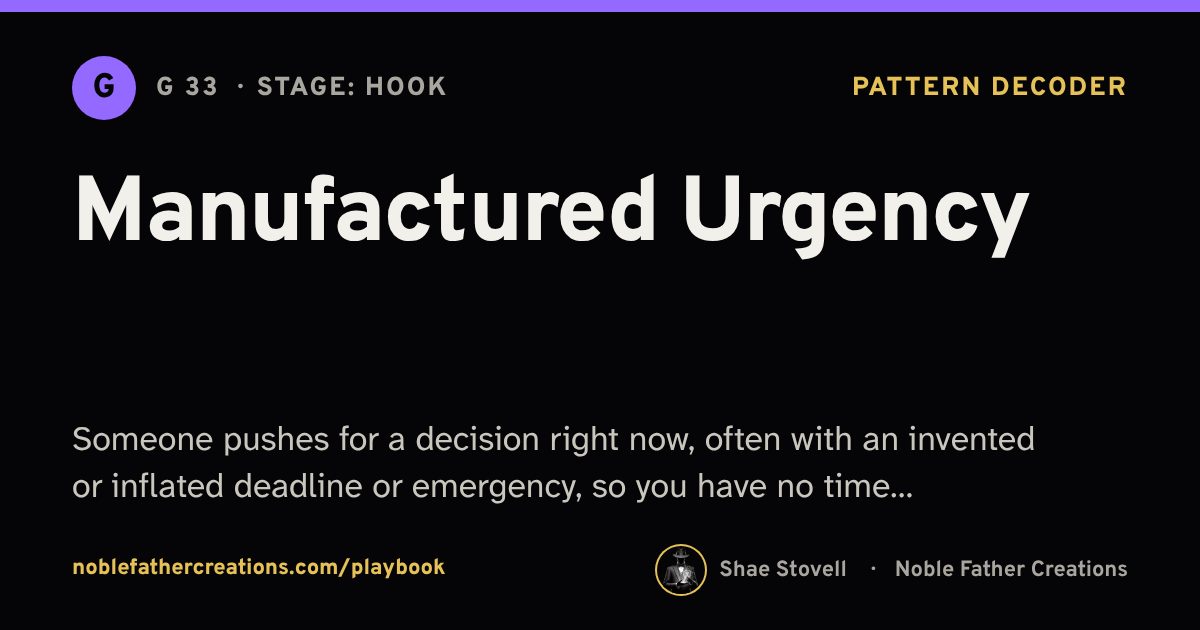 G
G 33 · STAGE: HOOK
PATTERN DECODER
Manufactured Urgency
Someone pushes for a decision right now, often with an invented
or inflated deadline or emergency, so you have no time...
noblefathercreations.com/playbook
Shae Stovell · Noble Father Creations